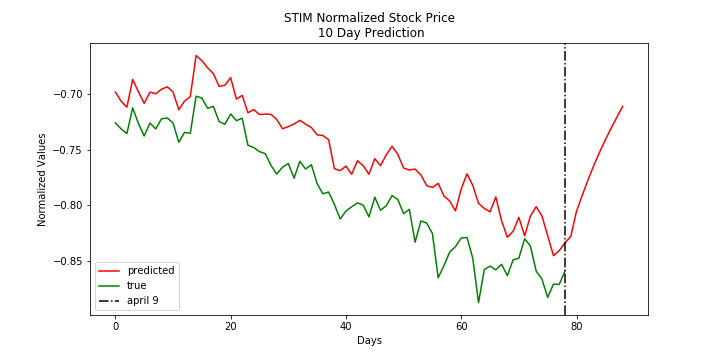 STIM Normalized Stock Price
10 Day Prediction
Normalized Values
−0.70
−0.75
−0.80
−0.85
predicted
true
april 9
0 20 40 60 80
Days